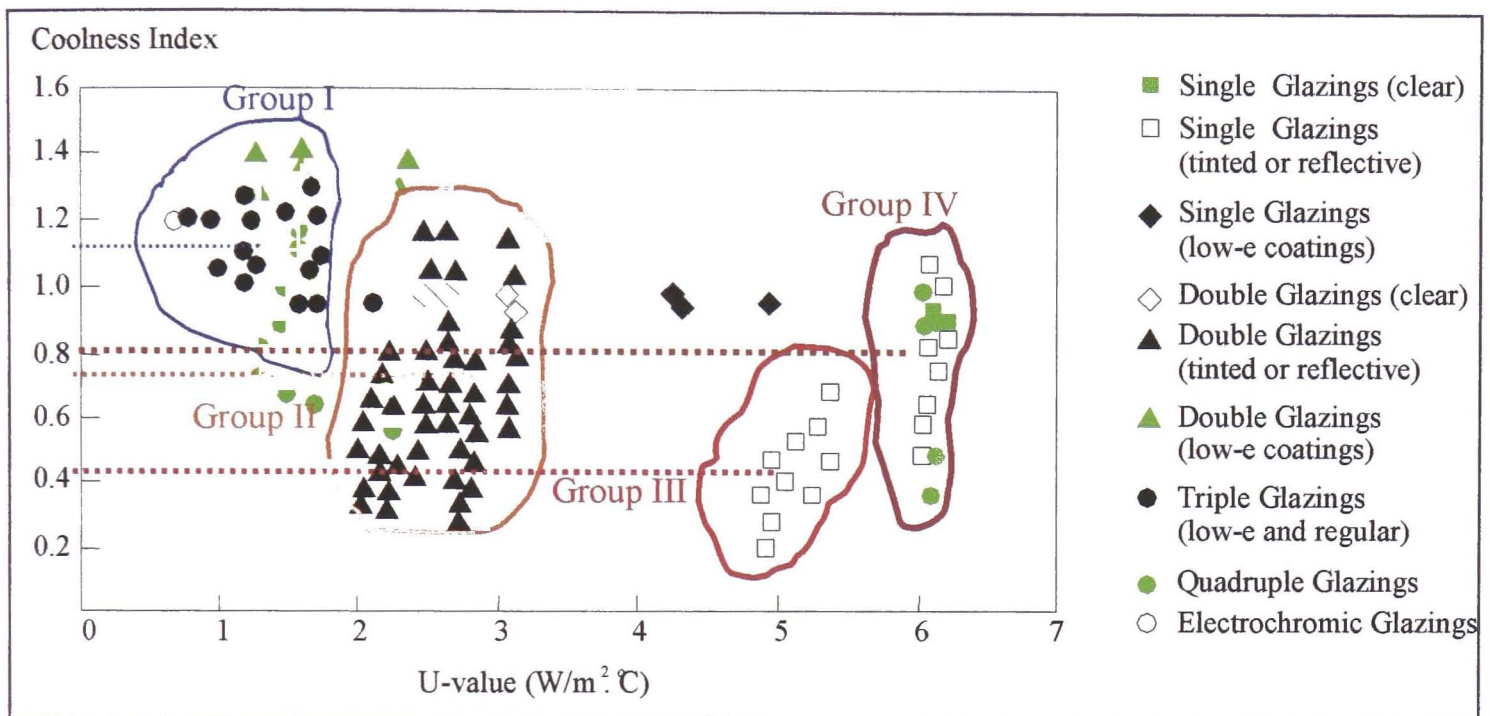 Coolness Index
1.6
1.4
1.2
1.0
0.8
0.6
0.4
0.2
Group I
Group II
Group III
Group IV
0 1 2 3 4 5 6 7
U-value (W/m². ℃)
Single Glazings (clear)
Single Glazings
(tinted or reflective)
Single Glazings
(low-e coatings)
Double Glazings (clear)
Double Glazings
(tinted or reflective)
Double Glazings
(low-e coatings)
Triple Glazings
(low-e and regular)
Quadruple Glazings
Electrochromic Glazings